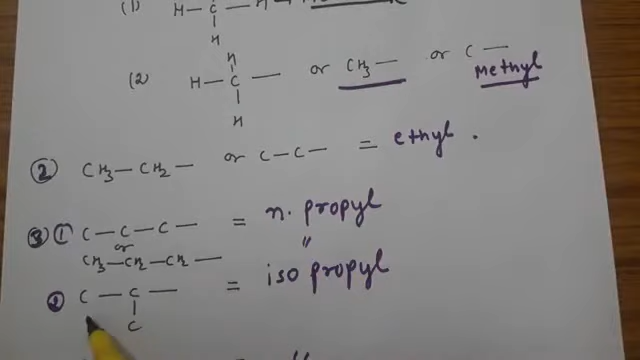 (1) H — C — H
H
H
(2) H — C — or CH3 — or C —
Methyl
H
② CH3 — CH2 — or C — C — = ethyl .
③ ① C — C — C — = n. propyl
or
CH3 — CH2 — CH2 — "
② C — C — = iso propyl
C